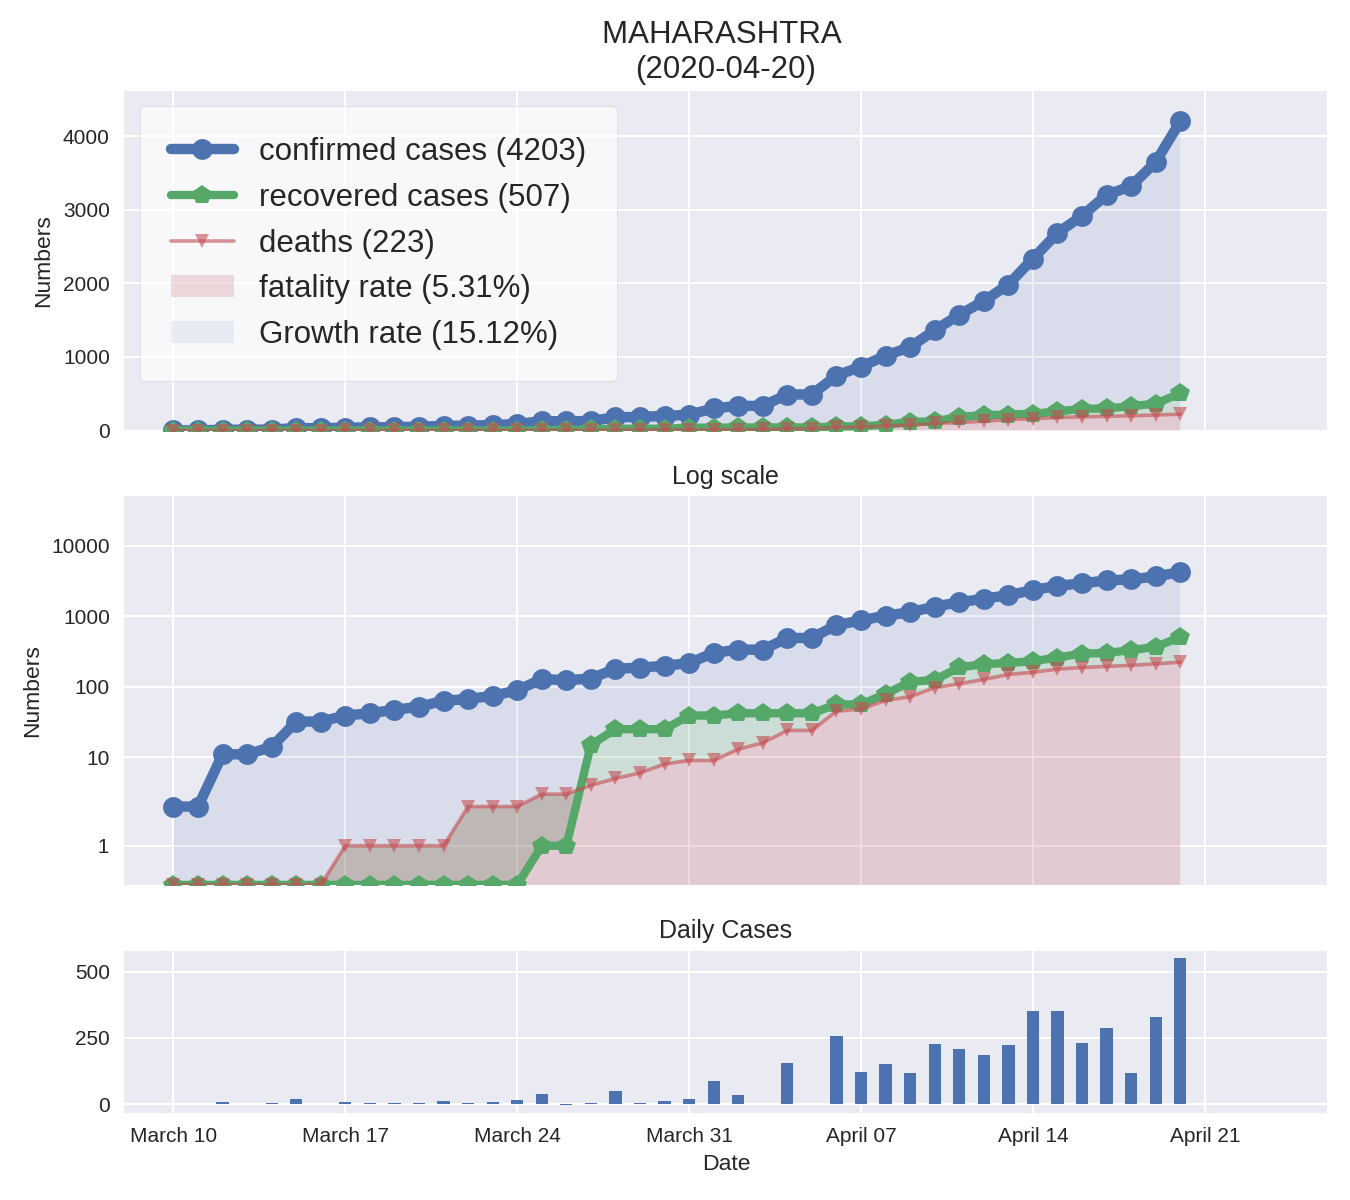 MAHARASHTRA
(2020-04-20)
Numbers
4000
3000
2000
1000
0
confirmed cases (4203)
recovered cases (507)
deaths (223)
fatality rate (5.31%)
Growth rate (15.12%)
Log scale
Numbers
10000
1000
100
10
1
Daily Cases
500
250
0
March 10 March 17 March 24 March 31 April 07 April 14 April 21
Date